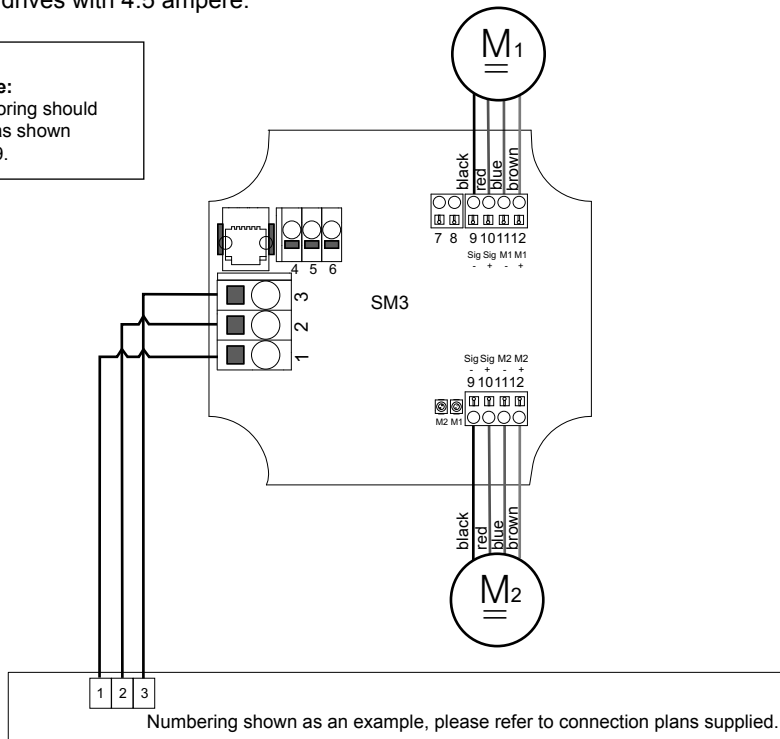 drives with 4.5 ampere.
e:
oring should
as shown
9.
M1
black
red
blue
brown
7 8 9 10 11 12
Sig Sig M1 M1
- + - +
4 5 6
3
2
1
SM3
Sig Sig M2 M2
- + - +
9 10 11 12
M2 M1
black
red
blue
brown
M2
1 2 3
Numbering shown as an example, please refer to connection plans supplied.